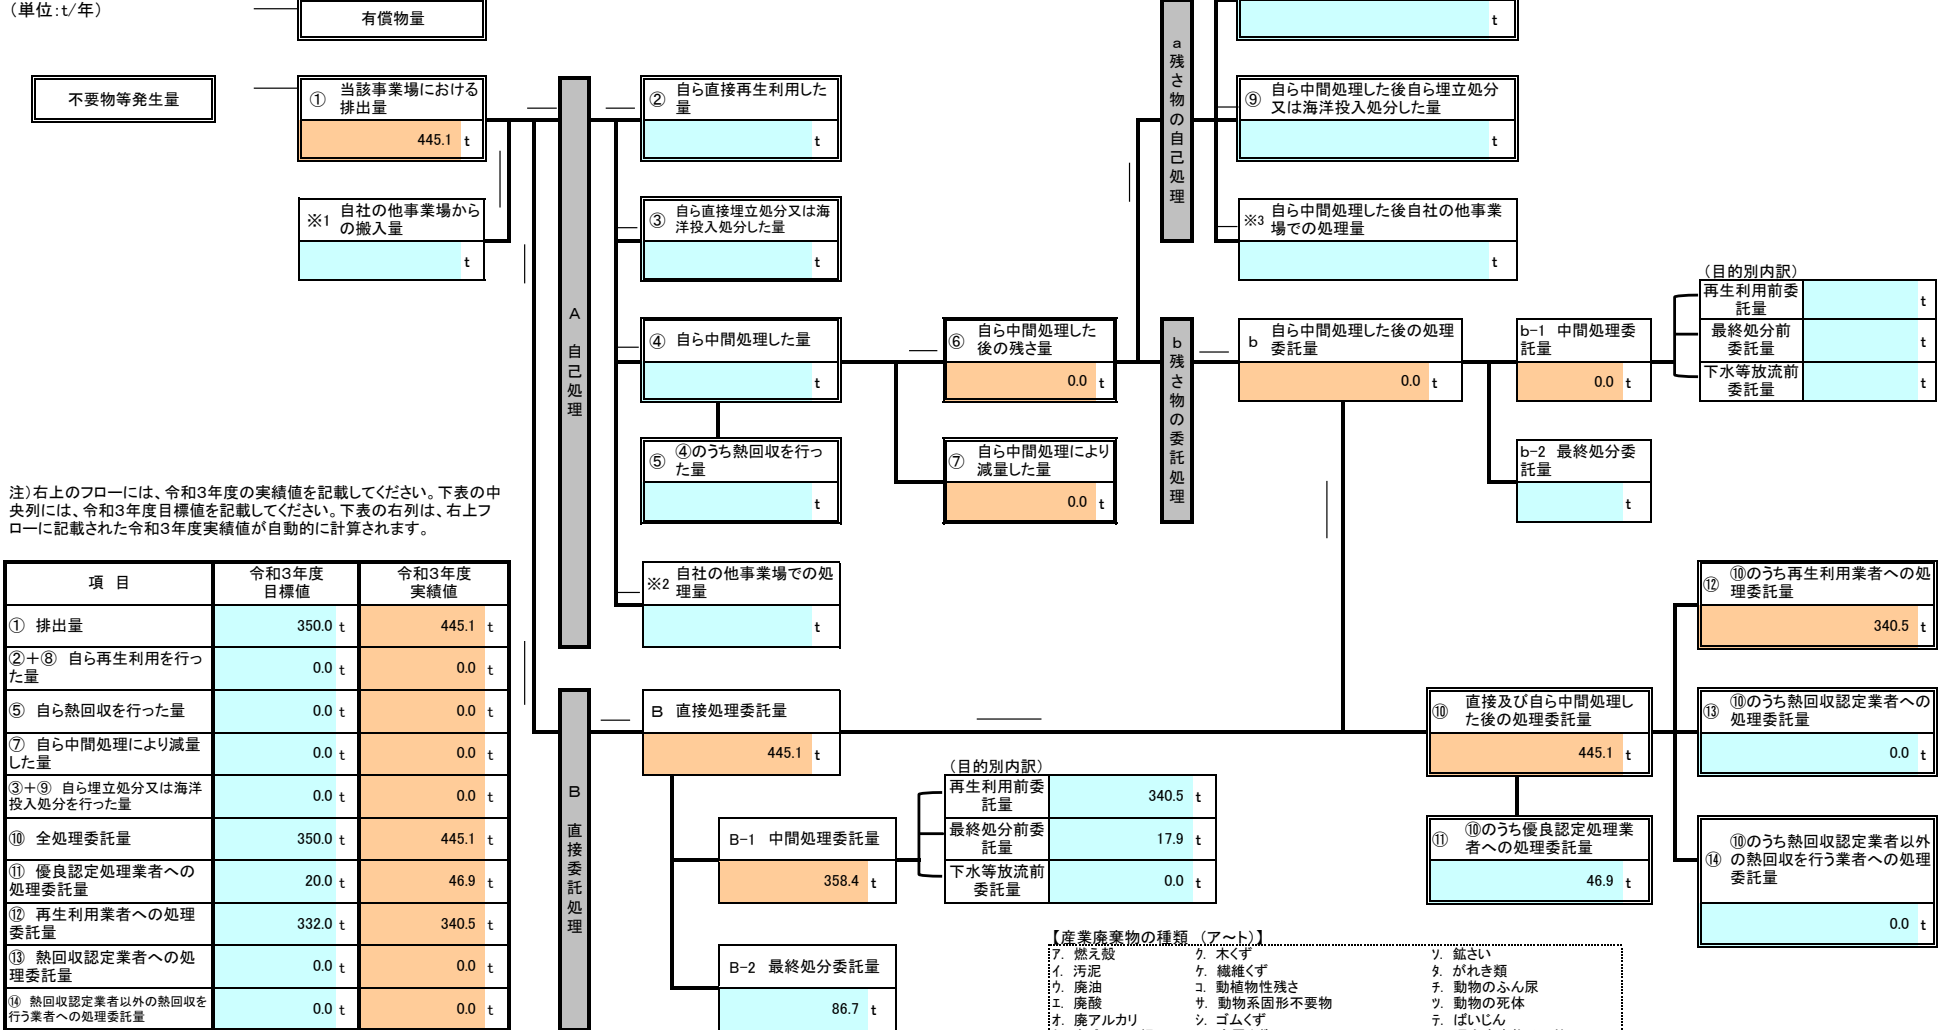 （単位：t/年）
有償物量
t
不要物等発生量
① 当該事業場における
排出量
445.1 t
※1 自社の他事業場から
の搬入量
t
A 自己処理
② 自ら直接再生利用した
量
t
③ 自ら直接埋立処分又は海
洋投入処分した量
t
④ 自ら中間処理した量
t
⑤ ④のうち熱回収を行っ
た量
t
※2 自社の他事業場での処
理量
t
⑥ 自ら中間処理した
後の残さ量
0.0 t
⑦ 自ら中間処理により
減量した量
0.0 t
a 残さ物の自己処理
⑨ 自ら中間処理した後自ら埋立処分
又は海洋投入処分した量
t
※3 自ら中間処理した後自社の他事業
場での処理量
t
b 残さ物の委託処理
b 自ら中間処理した後の処理
委託量
0.0 t
b-1 中間処理委
託量
0.0 t
b-2 最終処分委
託量
t
（目的別内訳）
再生利用前委
託量
t
最終処分前
委託量
t
下水等放流前
委託量
t
注）右上のフローには、令和3年度の実績値を記載してください。下表の中
央列には、令和3年度目標値を記載してください。下表の右列は、右上フ
ローに記載された令和3年度実績値が自動的に計算されます。
項 目
令和3年度
目標値
令和3年度
実績値
① 排出量 350.0 t 445.1 t
②＋⑧ 自ら再生利用を行っ
た量 0.0 t 0.0 t
⑤ 自ら熱回収を行った量 0.0 t 0.0 t
⑦ 自ら中間処理により減量
した量 0.0 t 0.0 t
③＋⑨ 自ら埋立処分又は海洋
投入処分を行った量 0.0 t 0.0 t
⑩ 全処理委託量 350.0 t 445.1 t
⑪ 優良認定処理業者への
処理委託量 20.0 t 46.9 t
⑫ 再生利用業者への処理
委託量 332.0 t 340.5 t
⑬ 熱回収認定業者への処
理委託量 0.0 t 0.0 t
⑭ 熱回収認定業者以外の熱回収を
行う業者への処理委託量 0.0 t 0.0 t
B 直接委託処理
B 直接処理委託量
445.1 t
B-1 中間処理委託量
358.4 t
B-2 最終処分委託量
86.7 t
（目的別内訳）
再生利用前委
託量
340.5 t
最終処分前委
託量
17.9 t
下水等放流前
委託量
0.0 t
⑩ 直接及び自ら中間処理し
た後の処理委託量
445.1 t
⑪ ⑩のうち優良認定処理業
者への処理委託量
46.9 t
⑫ ⑩のうち再生利用業者への処
理委託量
340.5 t
⑬ ⑩のうち熱回収認定業者への
処理委託量
0.0 t
⑭ ⑩のうち熱回収認定業者以外
の熱回収を行う業者への処理
委託量
0.0 t
【産業廃棄物の種類 （ア～ト）】
ア. 燃え殻 ク. 木くず ソ. 鉱さい
イ. 汚泥 ケ. 繊維くず タ. がれき類
ウ. 廃油 コ. 動植物性残さ チ. 動物のふん尿
エ. 廃酸 サ. 動物系固形不要物 ツ. 動物の死体
オ. 廃アルカリ シ. ゴムくず テ. ばいじん